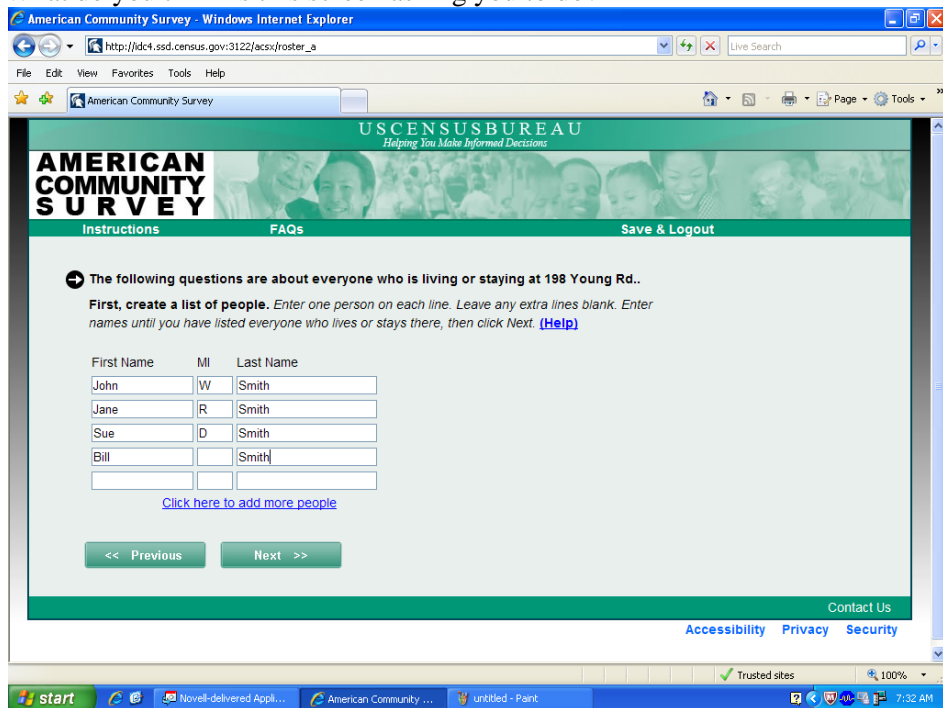 American Community Survey - Windows Internet Explorer
http://idc4.ssd.census.gov:3122/acsx/roster_a
Live Search
File Edit View Favorites Tools Help
American Community Survey
Page Tools
USCENSUSBUREAU
Helping You Make Informed Decisions
AMERICAN
COMMUNITY
SURVEY
Instructions FAQs Save & Logout
The following questions are about everyone who is living or staying at 198 Young Rd..
First, create a list of people. Enter one person on each line. Leave any extra lines blank. Enter
names until you have listed everyone who lives or stays there, then click Next. (Help)
First Name MI Last Name
John W Smith
Jane R Smith
Sue D Smith
Bill Smith
Click here to add more people
<< Previous Next >>
Contact Us
Accessibility Privacy Security
Trusted sites 100%
start Novell-delivered Appli... American Community ... untitled - Paint 7:32 AM